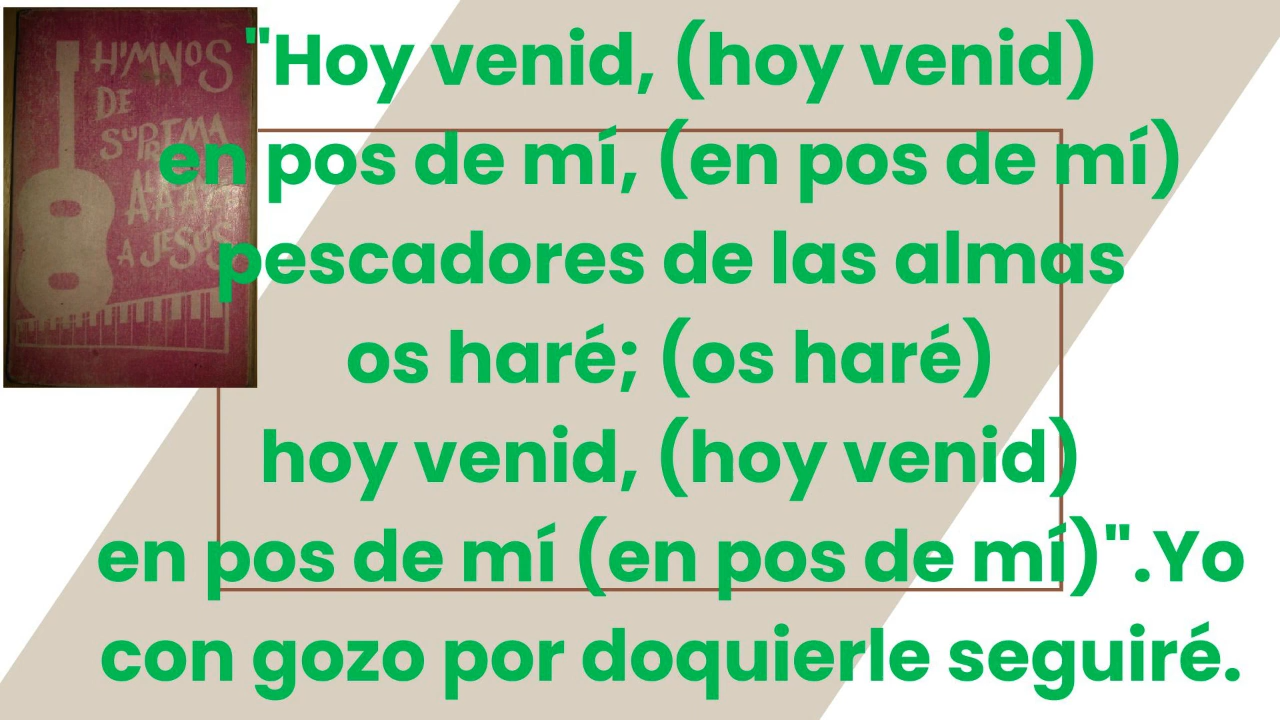 HIMNOS
DE
SUPREMA
ALABANZA
A JESÚS
"Hoy venid, (hoy venid)
en pos de mí, (en pos de mí)
pescadores de las almas
os haré; (os haré)
hoy venid, (hoy venid)
en pos de mí (en pos de mí)".Yo
con gozo por doquierle seguiré.